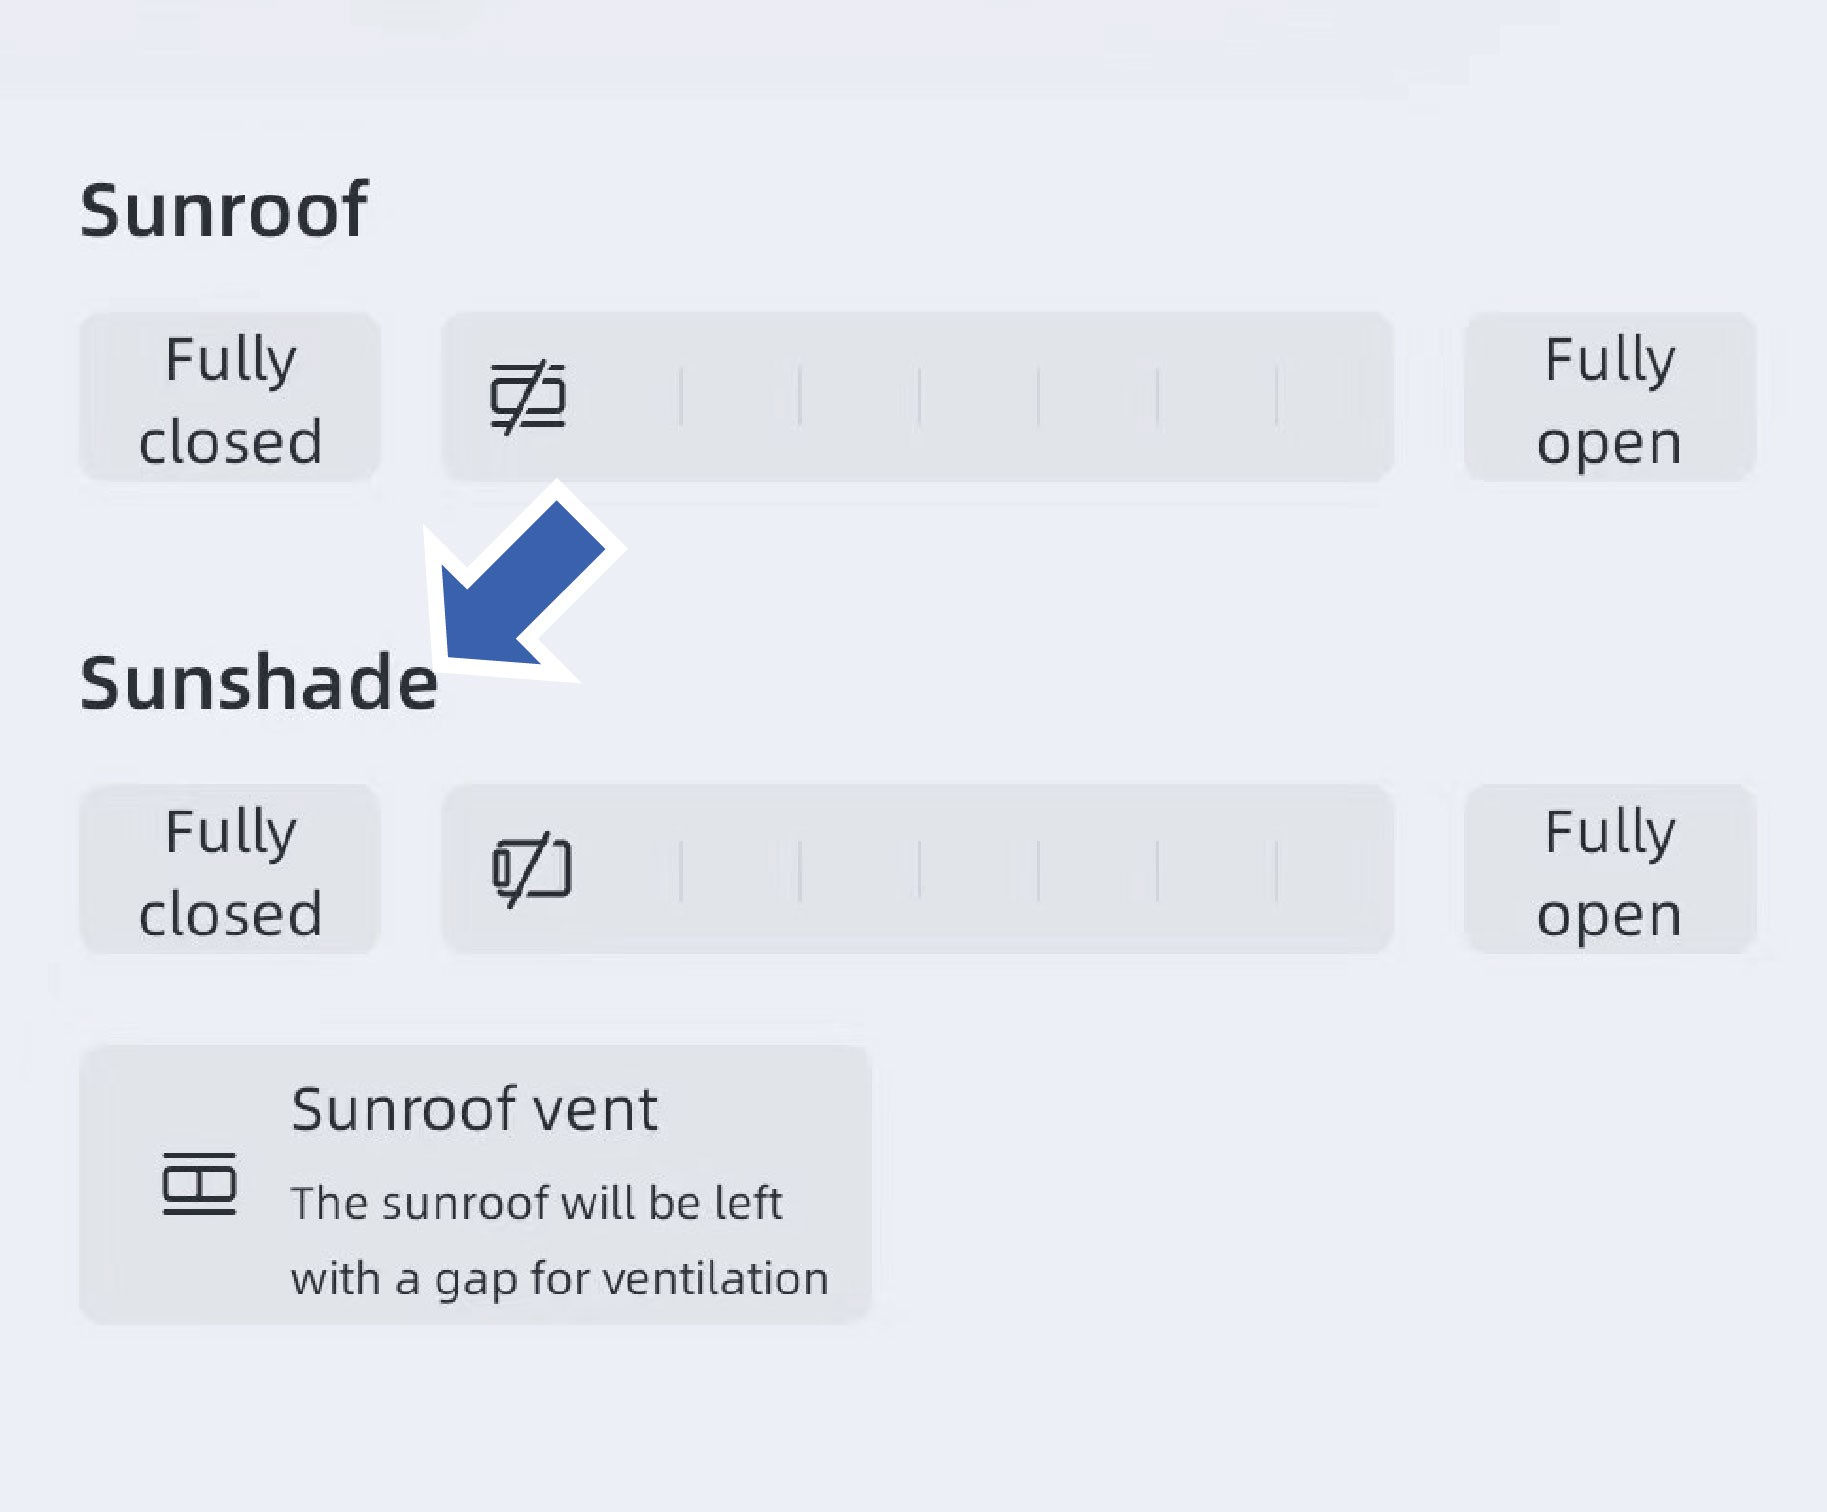 Sunroof
Fully
closed
Fully
open
Sunshade
Fully
closed
Fully
open
Sunroof vent
The sunroof will be left
with a gap for ventilation